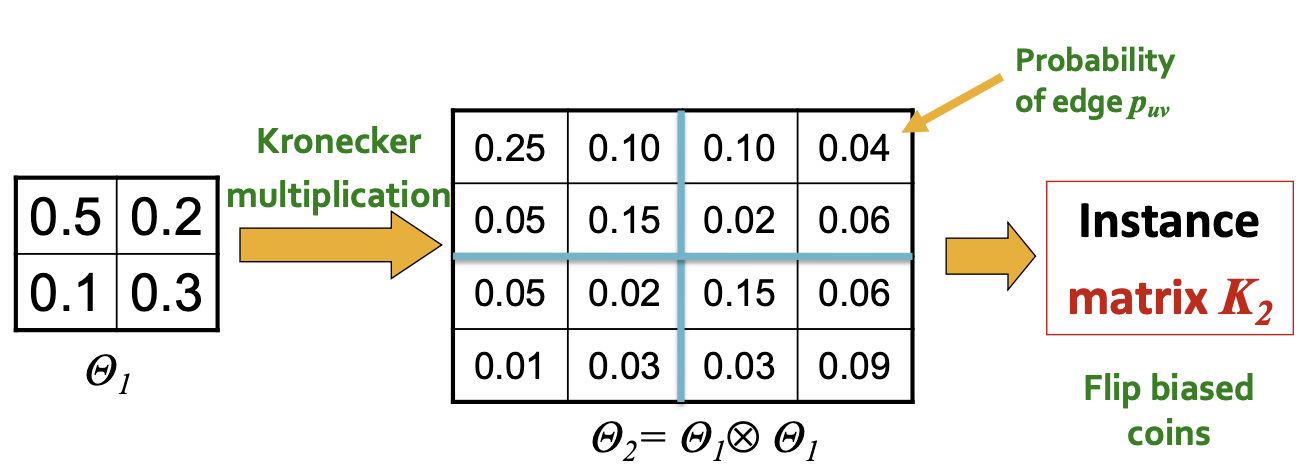 Probability
of edge p_uv
Kronecker
multiplication
0.5 0.2
0.1 0.3
Θ₁
0.25 0.10 0.10 0.04
0.05 0.15 0.02 0.06
0.05 0.02 0.15 0.06
0.01 0.03 0.03 0.09
Θ₂= Θ₁⊗ Θ₁
Instance
matrix K₂
Flip biased
coins